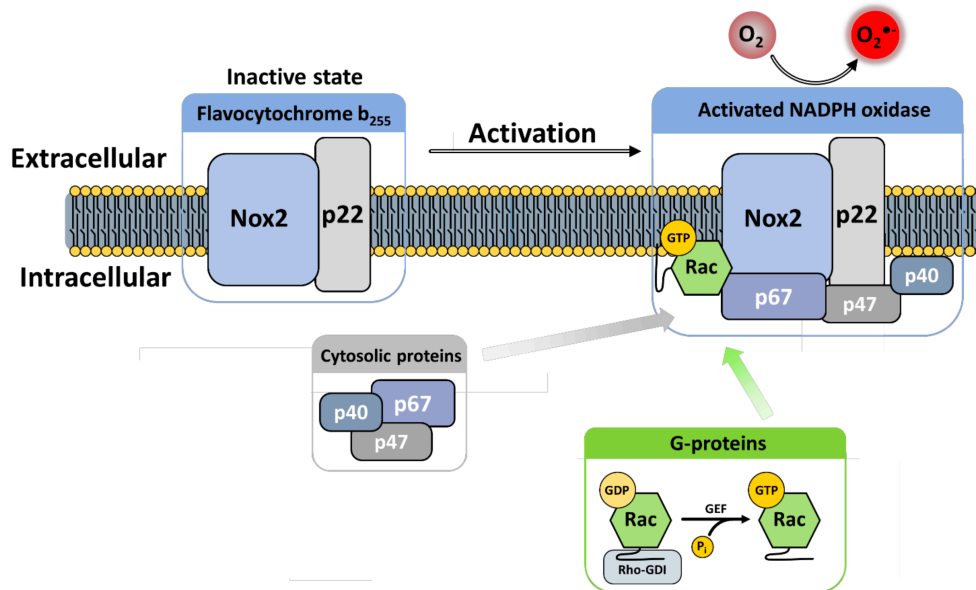 O₂
O₂•-
Inactive state
Flavocytochrome b₂₅₅
Activation
Activated NADPH oxidase
Extracellular
Intracellular
Nox2
p22
GTP
Rac
Nox2
p22
p67
p47
p40
Cytosolic proteins
p40
p67
p47
G-proteins
GDP
Rac
Rho-GDI
GEF
Pᵢ
GTP
Rac